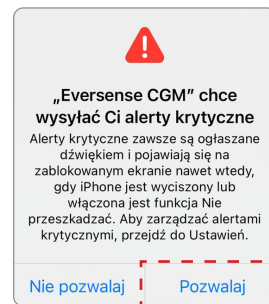 „Eversense CGM” chce
wysyłać Ci alerty krytyczne
Alerty krytyczne zawsze są ogłaszane
dźwiękiem i pojawiają się na
zablokowanym ekranie nawet wtedy,
gdy iPhone jest wyciszony lub
włączona jest funkcja Nie
przeszkadzać. Aby zarządzać alertami
krytycznymi, przejdź do Ustawień.
Nie pozwalaj Pozwalaj